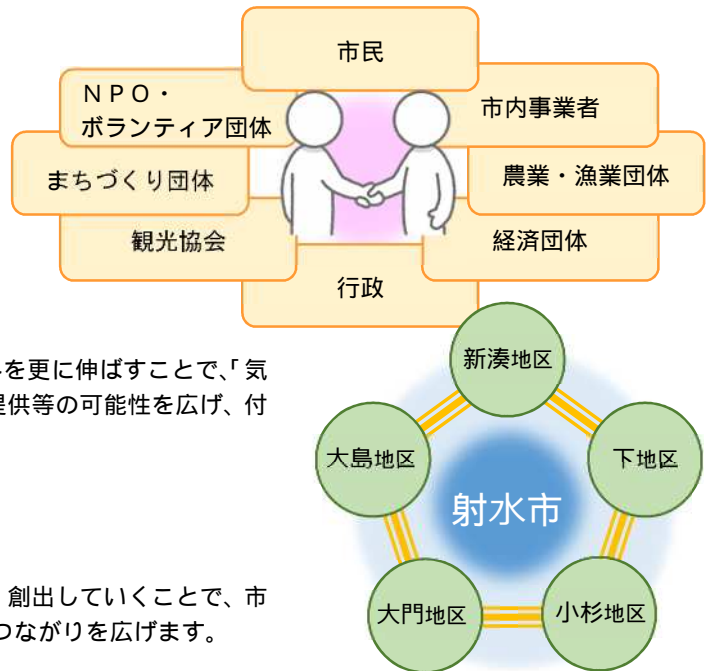 市民
ＮＰＯ・
ボランティア団体
市内事業者
まちづくり団体
農業・漁業団体
観光協会
経済団体
行政
を更に伸ばすことで、「気
提供等の可能性を広げ、付
創出していくことで、市
つながりを広げます。
新湊地区
大島地区
下地区
射水市
大門地区
小杉地区